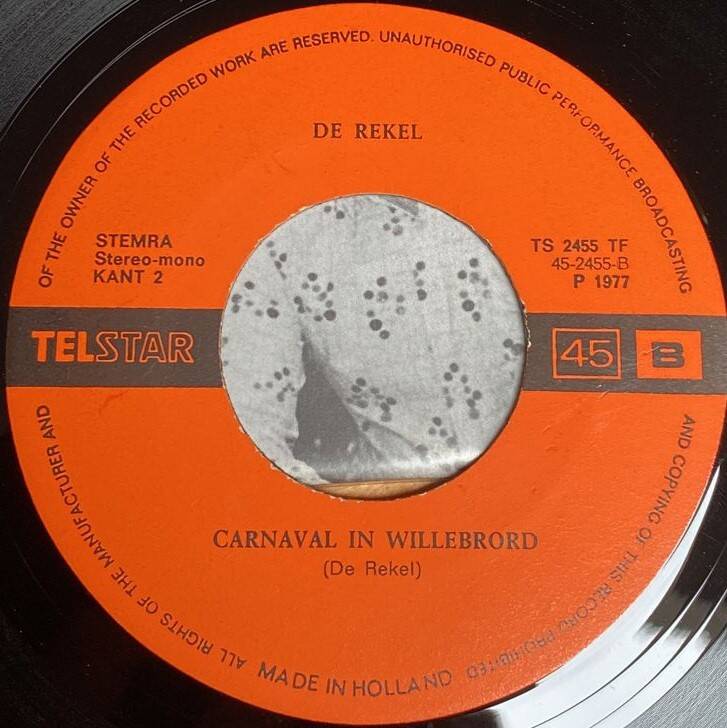 ALL RIGHTS OF THE MANUFACTURER AND OF THE OWNER OF THE RECORDED WORK ARE RESERVED. UNAUTHORISED PUBLIC PERFORMANCE BROADCASTING AND COPYING OF THIS RECORD PROHIBITED
DE REKEL
STEMRA
Stereo-mono
KANT 2
TS 2455 TF
45-2455-B
P 1977
TELSTAR
45 B
CARNAVAL IN WILLEBRORD
(De Rekel)
MADE IN HOLLAND